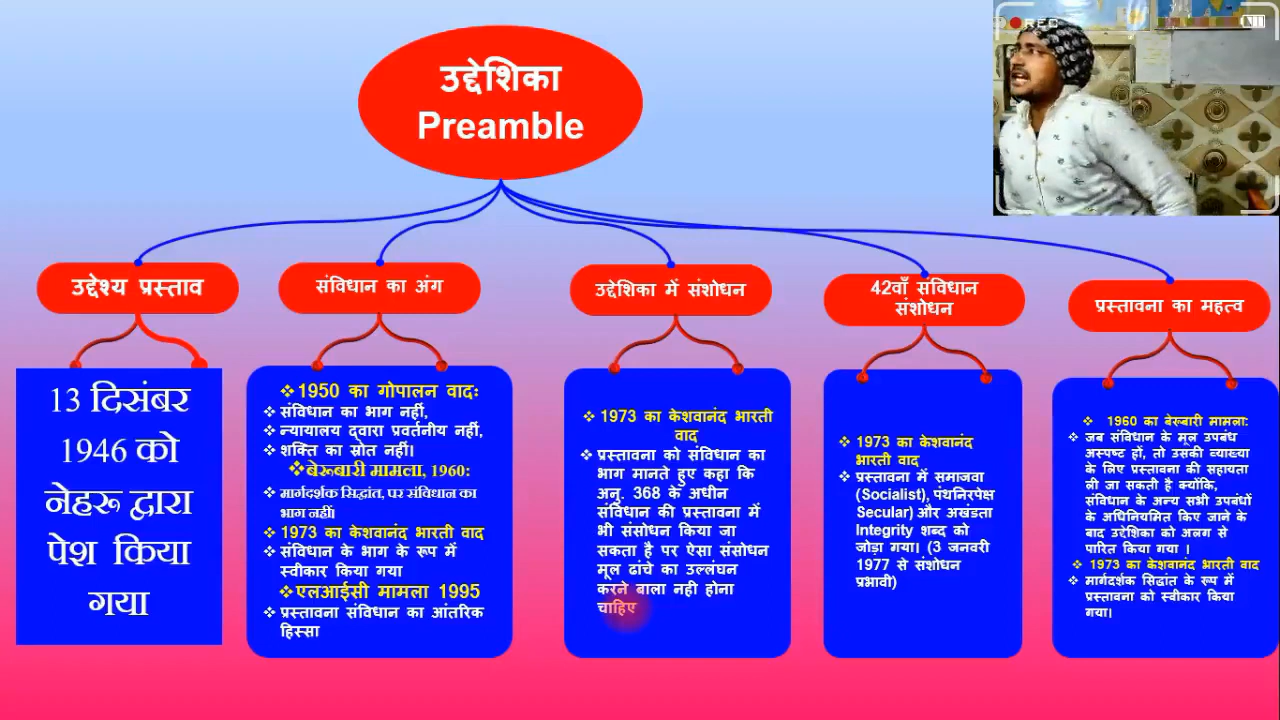 REC
उद्देशिका
Preamble
उद्देश्य प्रस्ताव
13 दिसंबर
1946 को
नेहरू द्वारा
पेश किया
गया
संविधान का अंग
❖1950 का गोपालन वादः
❖ संविधान का भाग नहीं,
❖ न्यायालय द्वारा प्रवर्तनीय नहीं,
❖ शक्ति का स्रोत नहीं।
❖बेरूबारी मामला, 1960:
❖ मार्गदर्शक सिद्धांत, पर संविधान का
भाग नहीं।
❖ 1973 का केशवानंद भारती वाद
❖ संविधान के भाग के रूप में
स्वीकार किया गया
❖एलआईसी मामला 1995
❖ प्रस्तावना संविधान का आंतरिक
हिस्सा
उद्देशिका में संशोधन
❖ 1973 का केशवानंद भारती
वाद
❖ प्रस्तावना को संविधान का
भाग मानते हुए कहा कि
अनु. 368 के अधीन
संविधान की प्रस्तावना में
भी संसोधन किया जा
सकता है पर ऐसा संसोधन
मूल ढांचे का उल्लंघन
करने बाला नही होना
चाहिए
42वाँ संविधान
संशोधन
❖ 1973 का केशवानंद
भारती वाद
❖ प्रस्तावना में समाजवा
(Socialist), पंथनिरपेक्ष
Secular) और अखंडता
Integrity शब्द को
जोड़ा गया। (3 जनवरी
1977 से संशोधन
प्रभावी)
प्रस्तावना का महत्व
❖ 1960 का बेरूबारी मामला:
❖ जब संविधान के मूल उपबंध
अस्पष्ट हों, तो उसकी व्याख्या
के लिए प्रस्तावना की सहायता
ली जा सकती है क्योंकि,
संविधान के अन्य सभी उपबंधों
के अधिनियमित किए जाने के
बाद उद्देशिका को अलग से
पारित किया गया ।
❖ 1973 का केशवानंद भारती वाद
❖ मार्गदर्शक सिद्धांत के रूप में
प्रस्तावना को स्वीकार किया
गया।